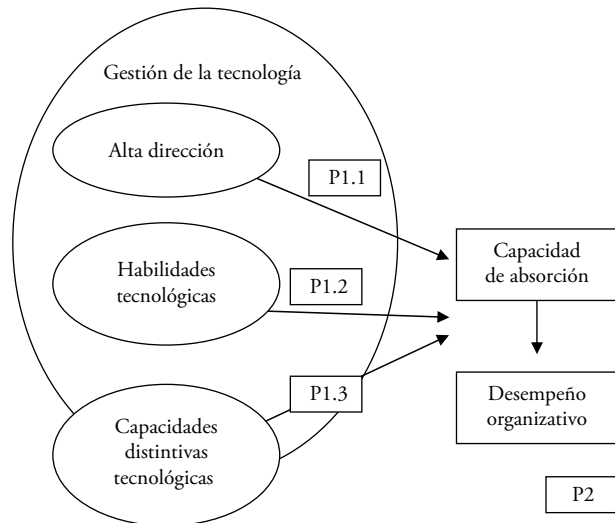 Gestión de la tecnología
Alta dirección
P1.1
Habilidades
tecnológicas
P1.2
Capacidad
de absorción
P1.3
Capacidades
distintivas
tecnológicas
Desempeño
organizativo
P2